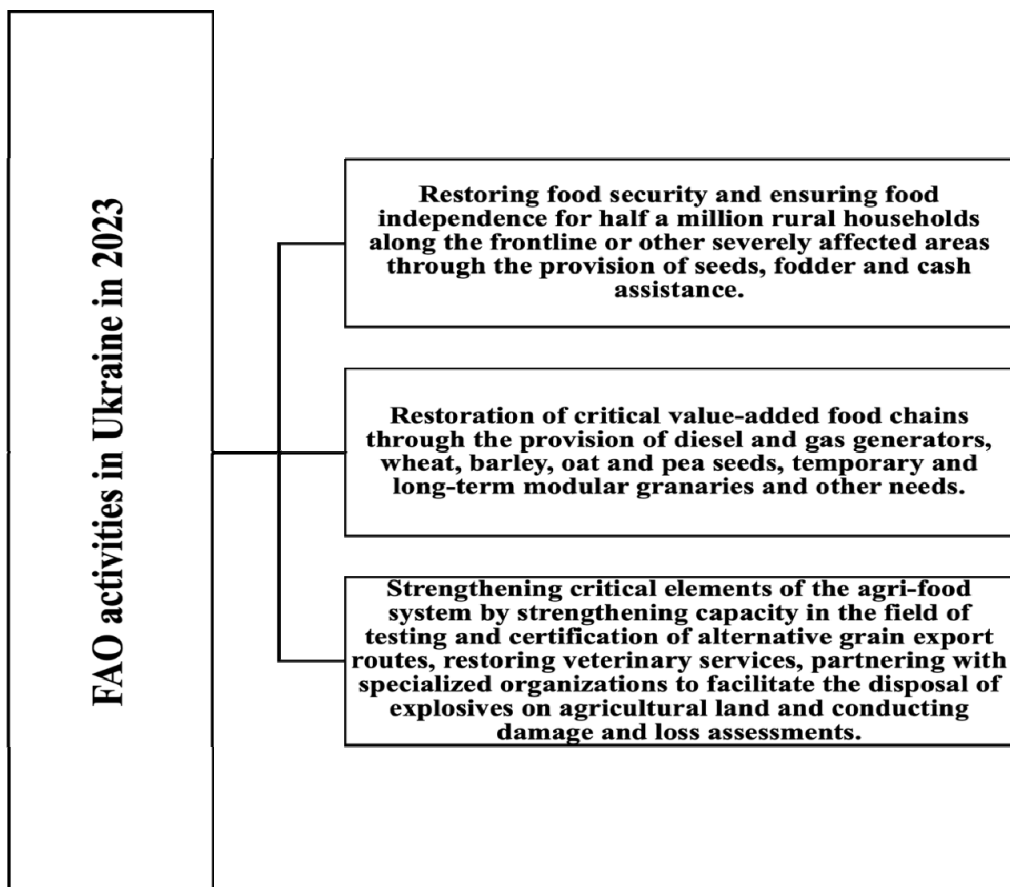 FAO activities in Ukraine in 2023
Restoring food security and ensuring food
independence for half a million rural households
along the frontline or other severely affected areas
through the provision of seeds, fodder and cash
assistance.
Restoration of critical value-added food chains
through the provision of diesel and gas generators,
wheat, barley, oat and pea seeds, temporary and
long-term modular granaries and other needs.
Strengthening critical elements of the agri-food
system by strengthening capacity in the field of
testing and certification of alternative grain export
routes, restoring veterinary services, partnering with
specialized organizations to facilitate the disposal of
explosives on agricultural land and conducting
damage and loss assessments.